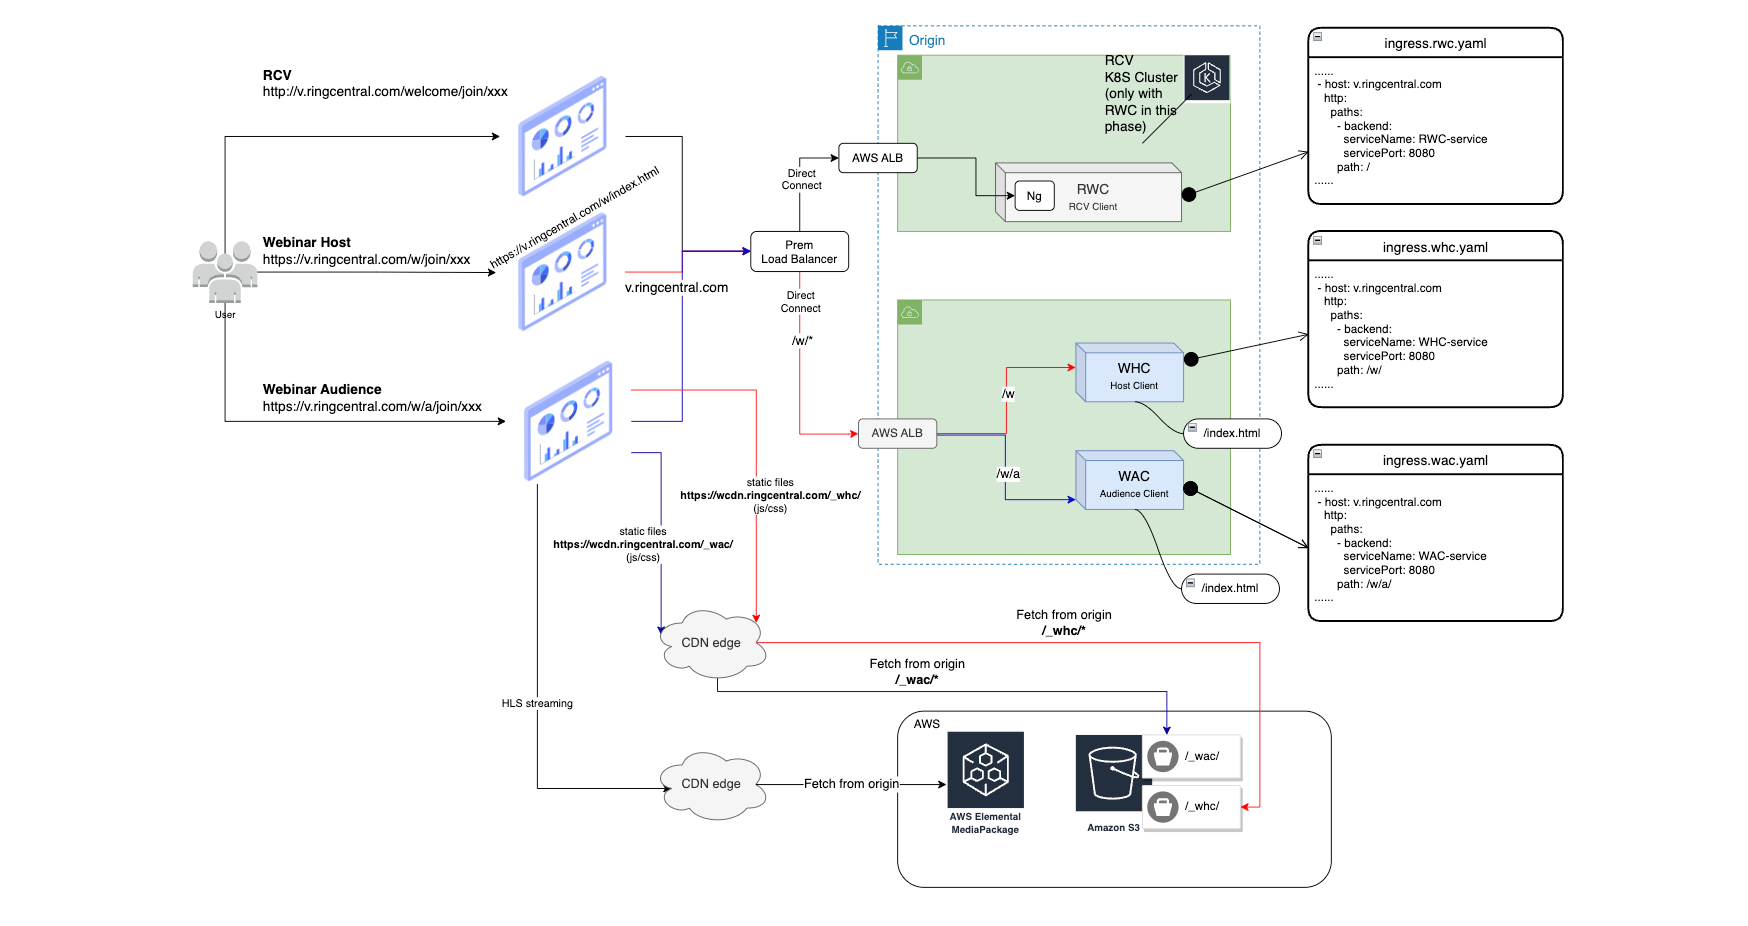 RCV
http://v.ringcentral.com/welcome/join/xxx
https://v.ringcentral.com/w/index.html
Webinar Host
https://v.ringcentral.com/w/join/xxx
User
Webinar Audience
https://v.ringcentral.com/w/a/join/xxx
v.ringcentral.com
Prem
Load Balancer
Direct
Connect
Direct
Connect
/w/*
AWS ALB
AWS ALB
Origin
RCV
K8S Cluster
(only with
RWC in this
phase)
K
Ng
RWC
RCV Client
/w
/w/a
WHC
Host Client
/index.html
WAC
Audience Client
/index.html
ingress.rwc.yaml
......
- host: v.ringcentral.com
http:
paths:
- backend:
serviceName: RWC-service
servicePort: 8080
path: /
......
ingress.whc.yaml
......
- host: v.ringcentral.com
http:
paths:
- backend:
serviceName: WHC-service
servicePort: 8080
path: /w/
......
ingress.wac.yaml
......
- host: v.ringcentral.com
http:
paths:
- backend:
serviceName: WAC-service
servicePort: 8080
path: /w/a/
......
static files
https://wcdn.ringcentral.com/_whc/
(js/css)
static files
https://wcdn.ringcentral.com/_wac/
(js/css)
CDN edge
Fetch from origin
/_whc/*
Fetch from origin
/_wac/*
HLS streaming
CDN edge
Fetch from origin
AWS
AWS Elemental
MediaPackage
Amazon S3
/_wac/
/_whc/